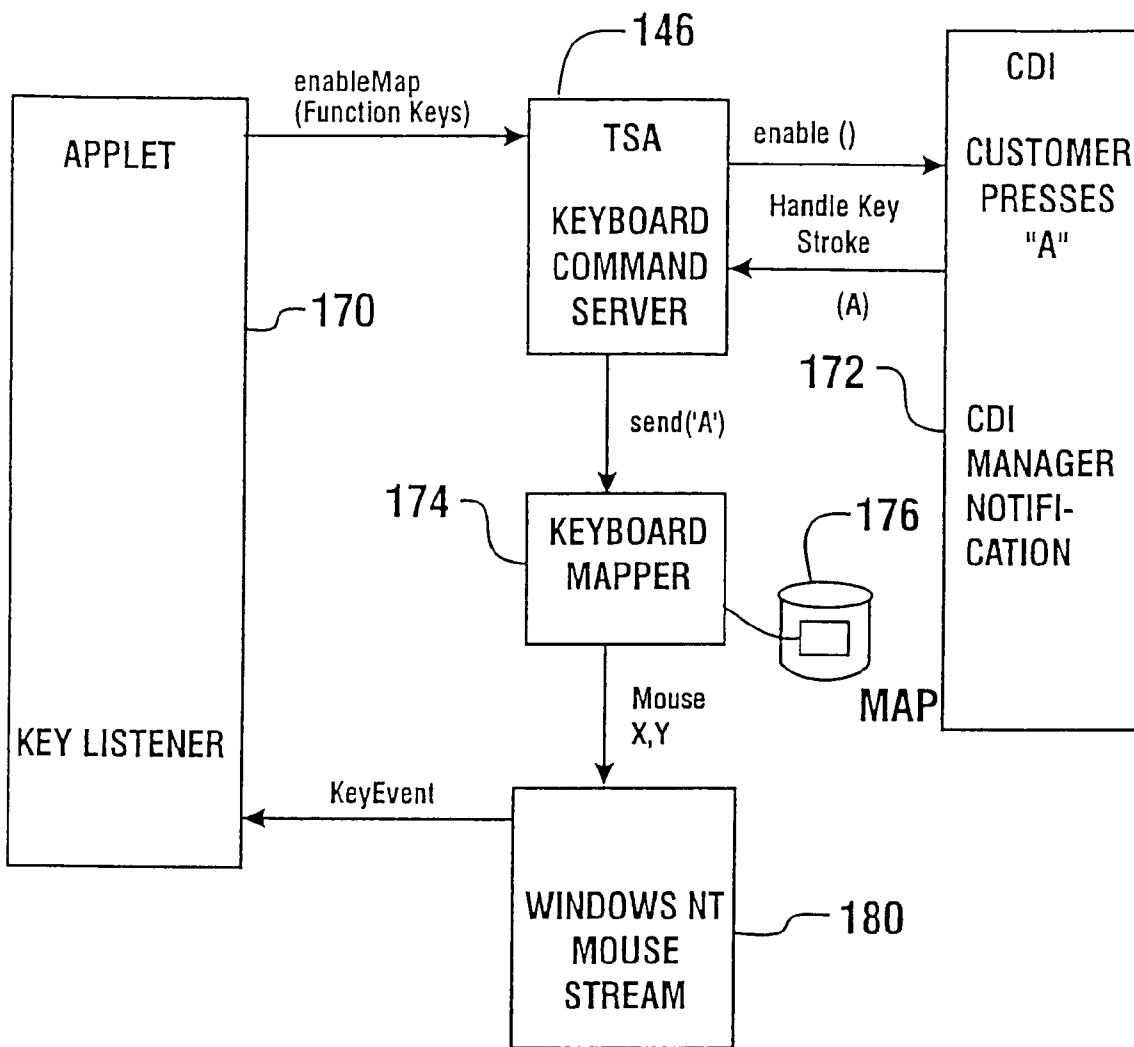 146
CDI
enableMap
(Function Keys)
APPLET
TSA
enable ()
CUSTOMER
PRESSES
"A"
KEYBOARD
COMMAND
SERVER
Handle Key
Stroke
(A)
170
172
send('A')
CDI
MANAGER
NOTIFI-
CATION
174
KEYBOARD
MAPPER
176
MAP
Mouse
X,Y
KEY LISTENER
KeyEvent
WINDOWS NT
MOUSE
STREAM
180